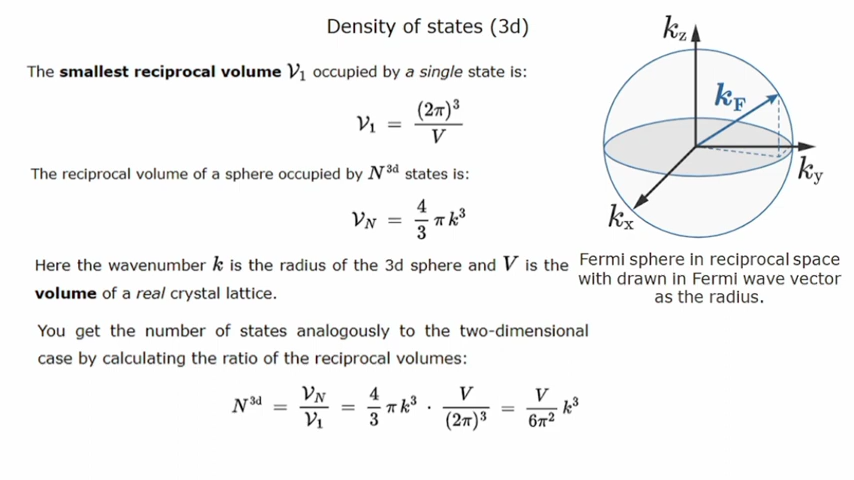 Density of states (3d)
The smallest reciprocal volume 𝒱₁ occupied by a single state is:
𝒱₁ = (2π)³ / V
The reciprocal volume of a sphere occupied by N³ᵈ states is:
𝒱_N = 4/3 π k³
Here the wavenumber k is the radius of the 3d sphere and V is the
volume of a real crystal lattice.
You get the number of states analogously to the two-dimensional
case by calculating the ratio of the reciprocal volumes:
N³ᵈ = 𝒱_N / 𝒱₁ = 4/3 π k³ · V / (2π)³ = V / 6π² k³
k_z
k_F
k_y
k_x
Fermi sphere in reciprocal space
with drawn in Fermi wave vector
as the radius.